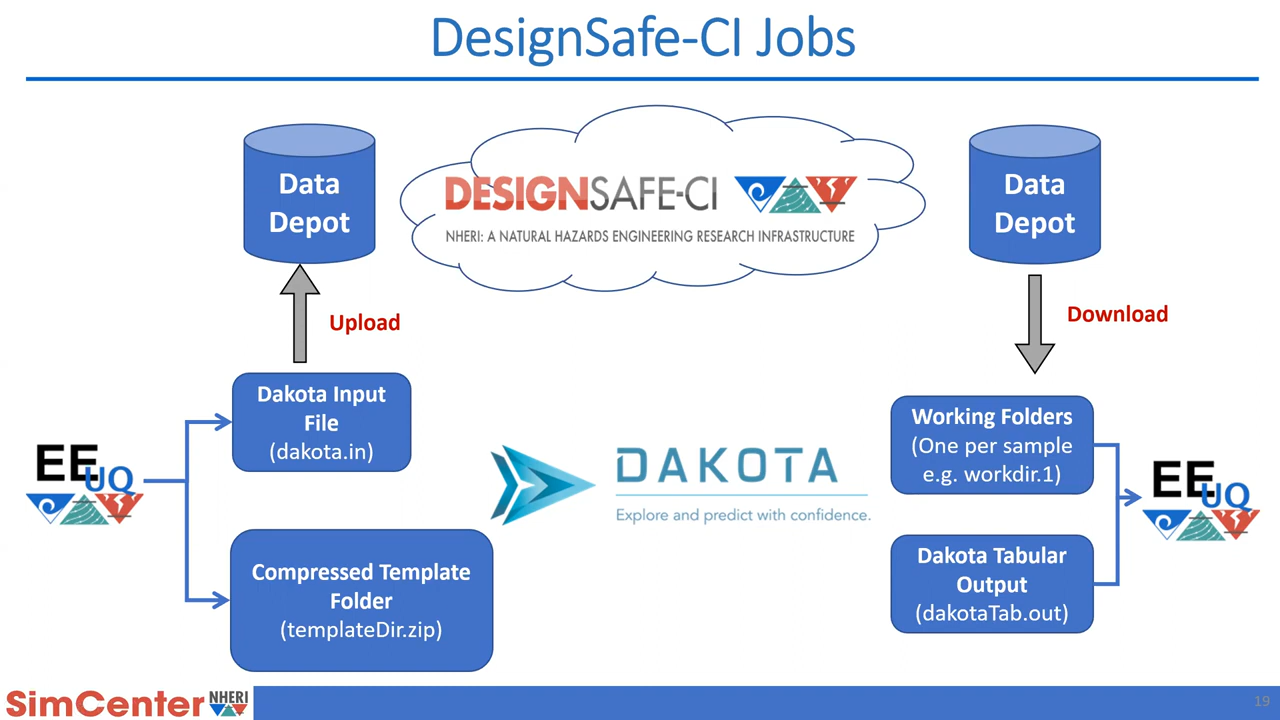 DesignSafe-CI Jobs
Data
Depot
DESIGNSAFE-CI
NHERI: A NATURAL HAZARDS ENGINEERING RESEARCH INFRASTRUCTURE
Data
Depot
Upload
Download
Dakota Input
File
(dakota.in)
Working Folders
(One per sample
e.g. workdir.1)
EE
UQ
DAKOTA
Explore and predict with confidence.
EE
UQ
Compressed Template
Folder
(templateDir.zip)
Dakota Tabular
Output
(dakotaTab.out)
SimCenter
NHERI
19